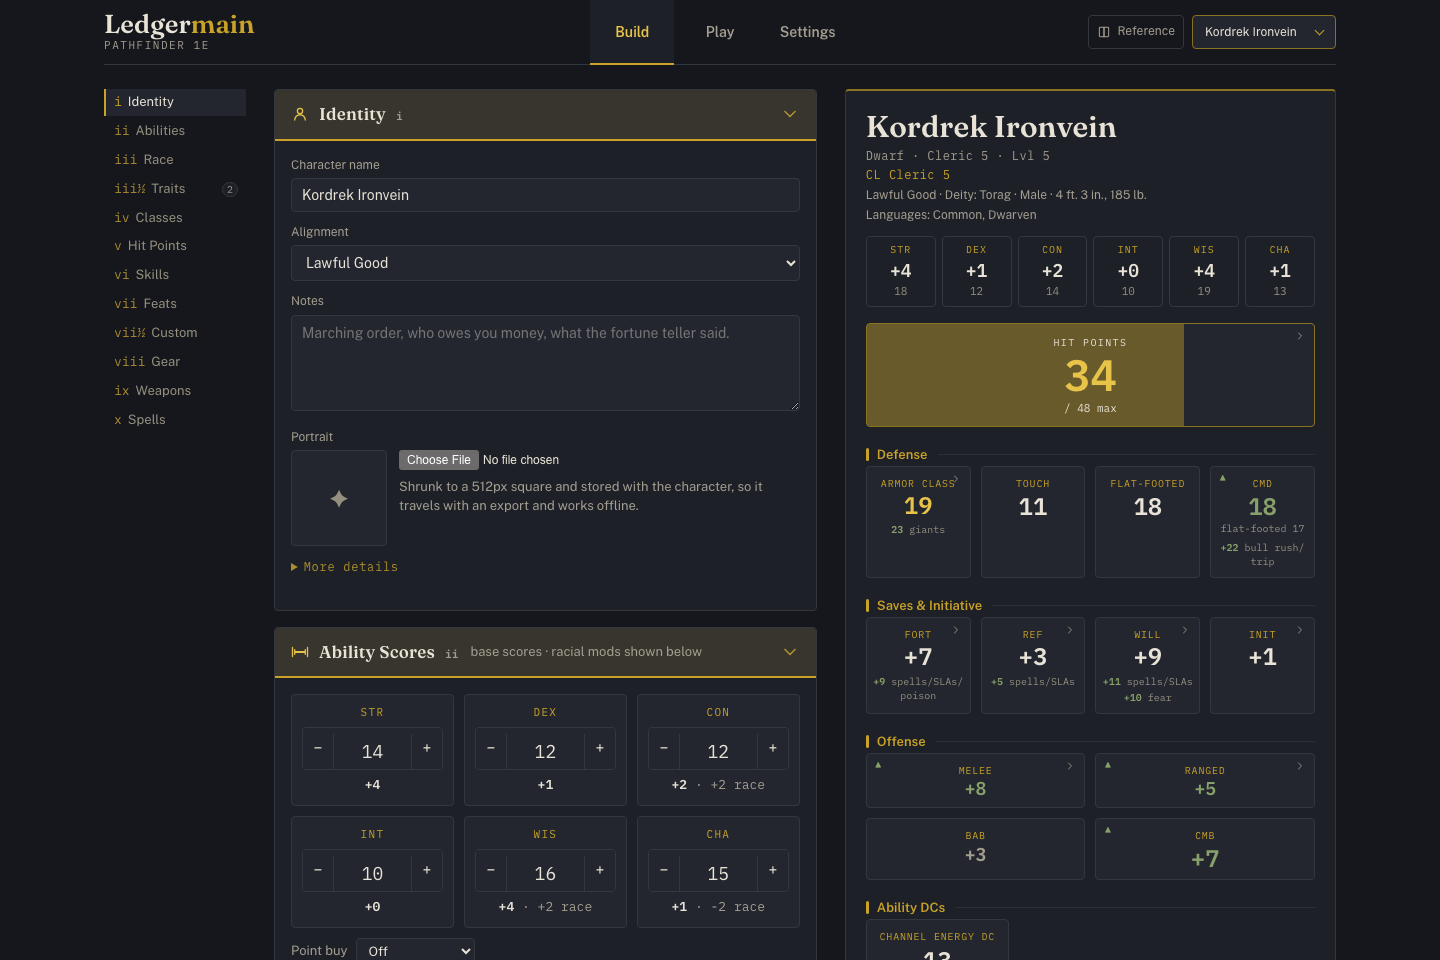 Ledgermain
PATHFINDER 1E
Build
Play
Settings
Reference
Kordrek Ironvein
i Identity
ii Abilities
iii Race
iii½ Traits 2
iv Classes
v Hit Points
vi Skills
vii Feats
vii½ Custom
viii Gear
ix Weapons
x Spells
Identity i
Character name
Kordrek Ironvein
Alignment
Lawful Good
Notes
Marching order, who owes you money, what the fortune teller said.
Portrait
Choose File No file chosen
Shrunk to a 512px square and stored with the character, so it
travels with an export and works offline.
More details
Ability Scores ii base scores · racial mods shown below
STR
− 14 +
+4
DEX
− 12 +
+1
CON
− 12 +
+2 · +2 race
INT
− 10 +
+0
WIS
− 16 +
+4 · +2 race
CHA
− 15 +
+1 · -2 race
Point buy Off
Kordrek Ironvein
Dwarf · Cleric 5 · Lvl 5
CL Cleric 5
Lawful Good · Deity: Torag · Male · 4 ft. 3 in., 185 lb.
Languages: Common, Dwarven
STR
+4
18
DEX
+1
12
CON
+2
14
INT
+0
10
WIS
+4
19
CHA
+1
13
HIT POINTS
34
/ 48 max
Defense
ARMOR CLASS
19
23 giants
TOUCH
11
FLAT-FOOTED
18
CMD
18
flat-footed 17
+22 bull rush/
trip
Saves & Initiative
FORT
+7
+9 spells/SLAs/
poison
REF
+3
+5 spells/SLAs
WILL
+9
+11 spells/SLAs
+10 fear
INIT
+1
Offense
MELEE
+8
RANGED
+5
BAB
+3
CMB
+7
Ability DCs
CHANNEL ENERGY DC
13